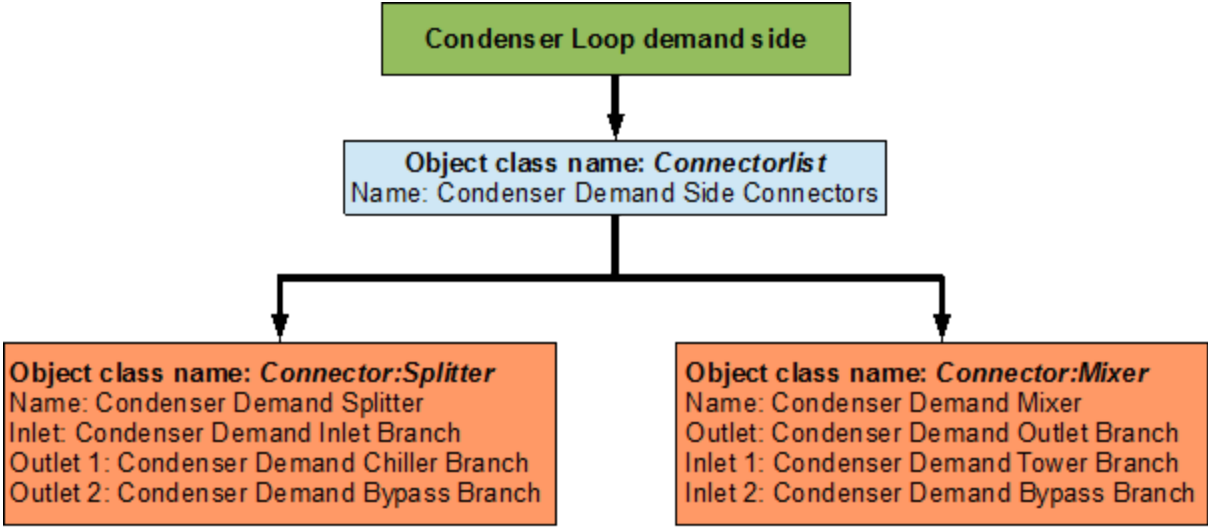 Condenser Loop demand side
Object class name: Connectorlist
Name: Condenser Demand Side Connectors
Object class name: Connector:Splitter
Name: Condenser Demand Splitter
Inlet: Condenser Demand Inlet Branch
Outlet 1: Condenser Demand Chiller Branch
Outlet 2: Condenser Demand Bypass Branch
Object class name: Connector:Mixer
Name: Condenser Demand Mixer
Outlet: Condenser Demand Outlet Branch
Inlet 1: Condenser Demand Tower Branch
Inlet 2: Condenser Demand Bypass Branch